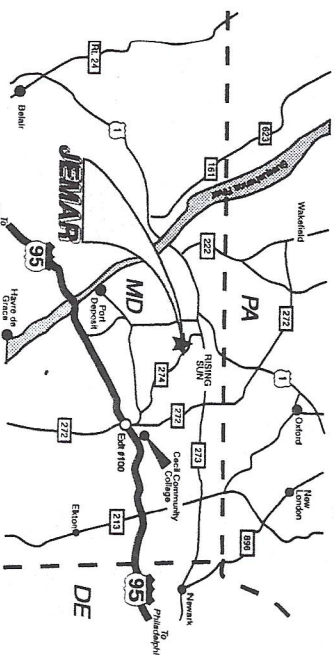 Rt. 24
Belair
1
623
161
Wakefield
222
272
PA
1
Oxford
New
London
896
JEMAR
MD
RISING
SUN
274
272
273
Newark
Port
Deposit
Havre de
Grace
To
95
272
Exit #100
Cecil Community
College
Elkton
213
DE
95
To
Philadelphia